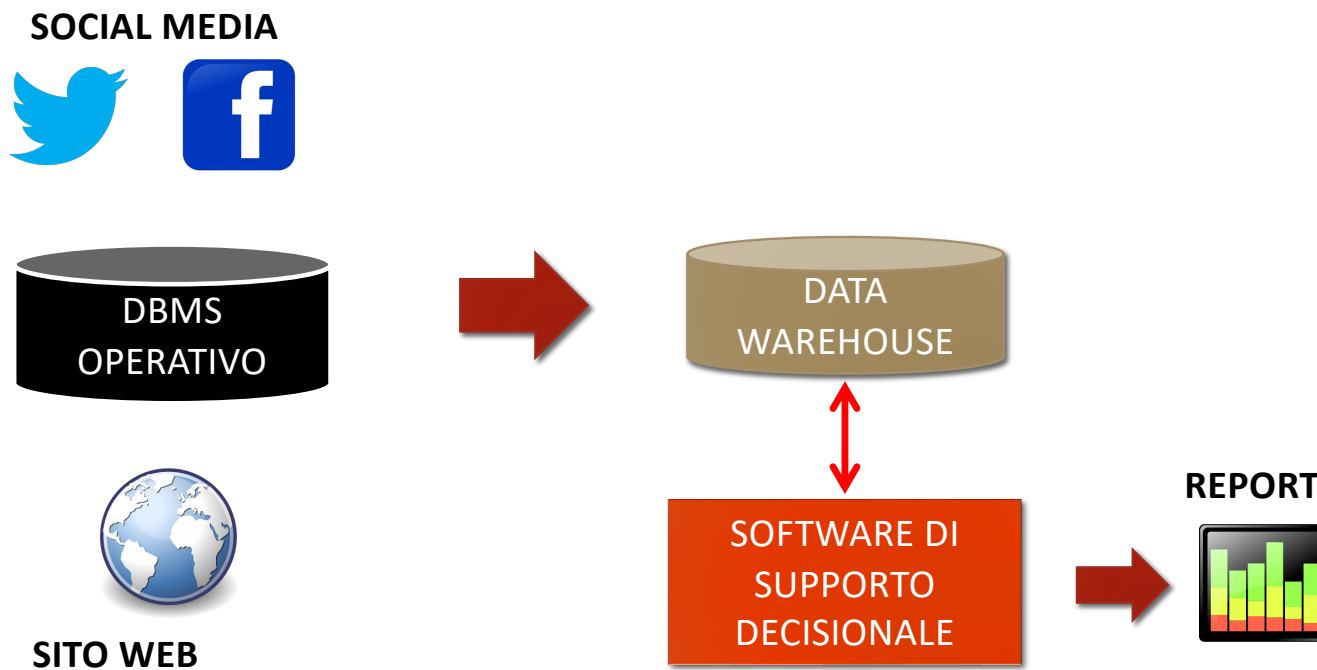 SOCIAL MEDIA
DBMS
OPERATIVO
DATA
WAREHOUSE
SOFTWARE DI
SUPPORTO
DECISIONALE
REPORT
SITO WEB